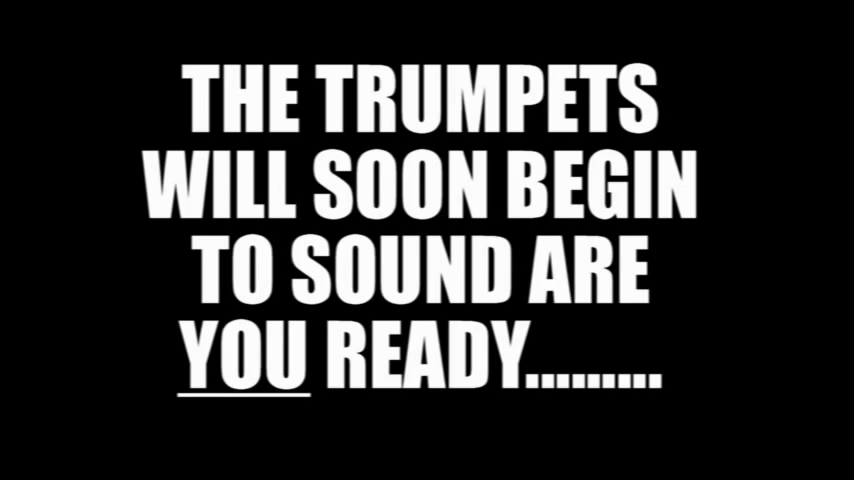 THE TRUMPETS
WILL SOON BEGIN
TO SOUND ARE
YOU READY.........